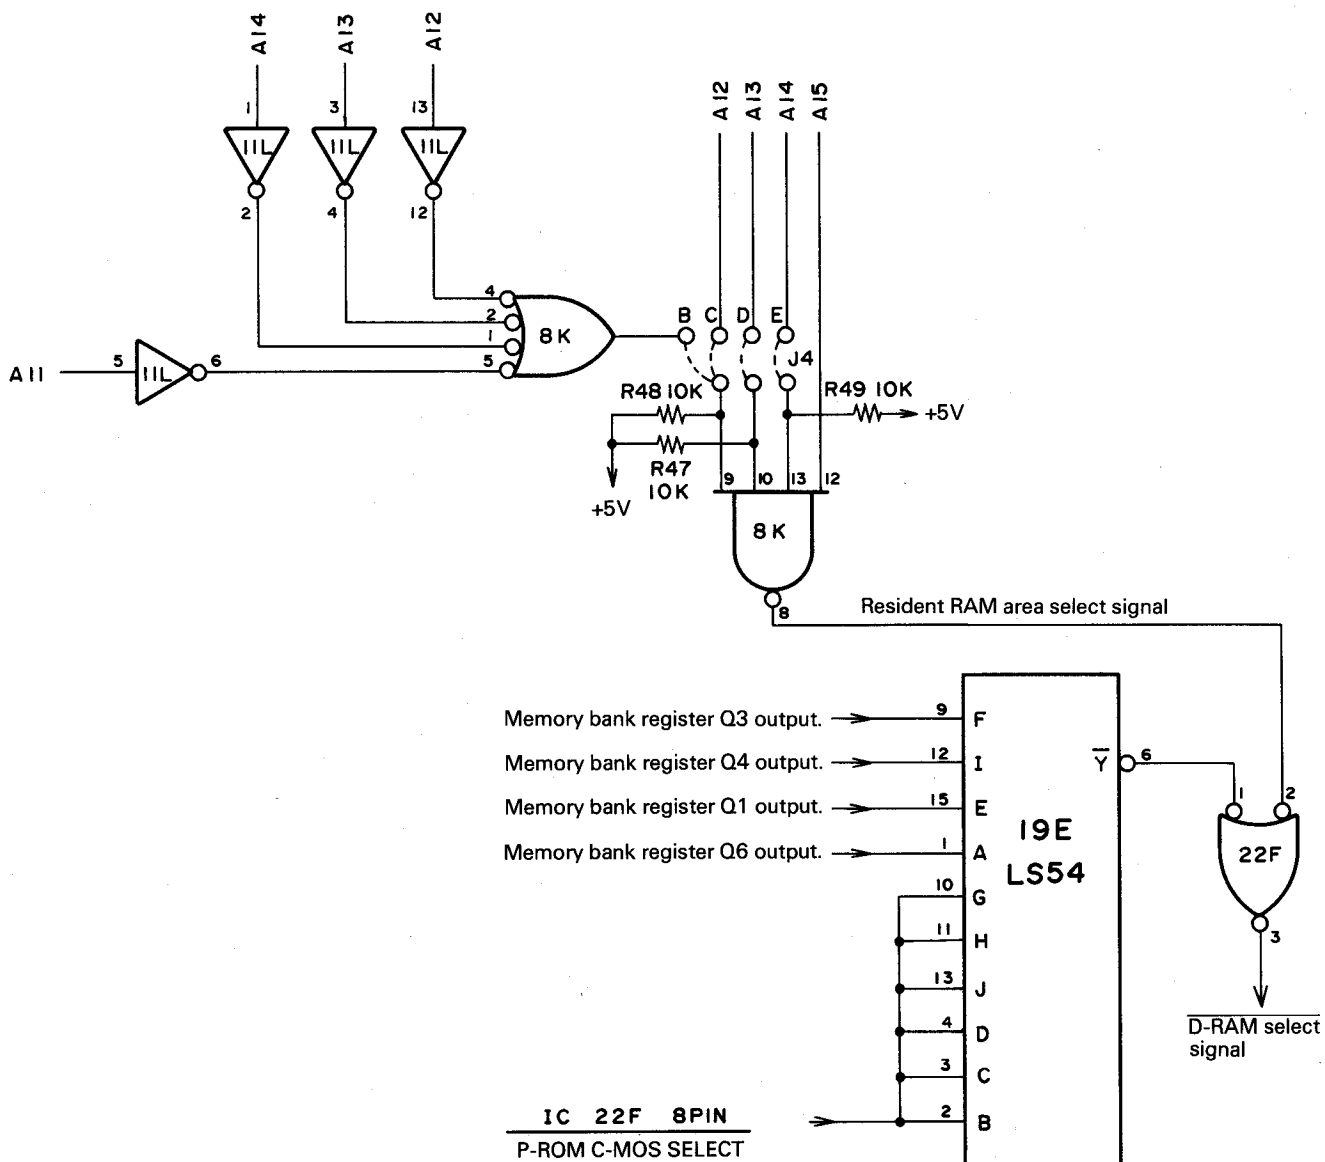 A14 A13 A12
1 3 13
11L 11L 11L
2 4 12
A12 A13 A14 A15
4
2
1
5
8K
A11 5 11L 6
B C D E
J4
R48 10K
R49 10K
+5V
R47
10K
+5V
9 10 13 12
8K
8
Resident RAM area select signal
Memory bank register Q3 output. 9 F
Memory bank register Q4 output. 12 I
Memory bank register Q1 output. 15 E
Memory bank register Q6 output. 1 A
10 G
11 H
13 J
4 D
3 C
2 B
Y 6
19E
LS54
1 2
22F
3
D-RAM select
signal
IC 22F 8PIN
P-ROM C-MOS SELECT